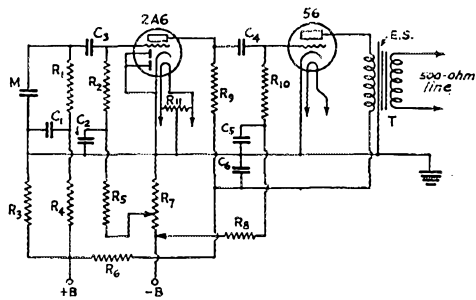 2A6
56
C3
C4
E.S.
M
R1
R2
R11
R9
R10
500-ohm
line
C1
C2
C5
C6
T
R3
R4
R5
R7
R8
R6
+B
-B